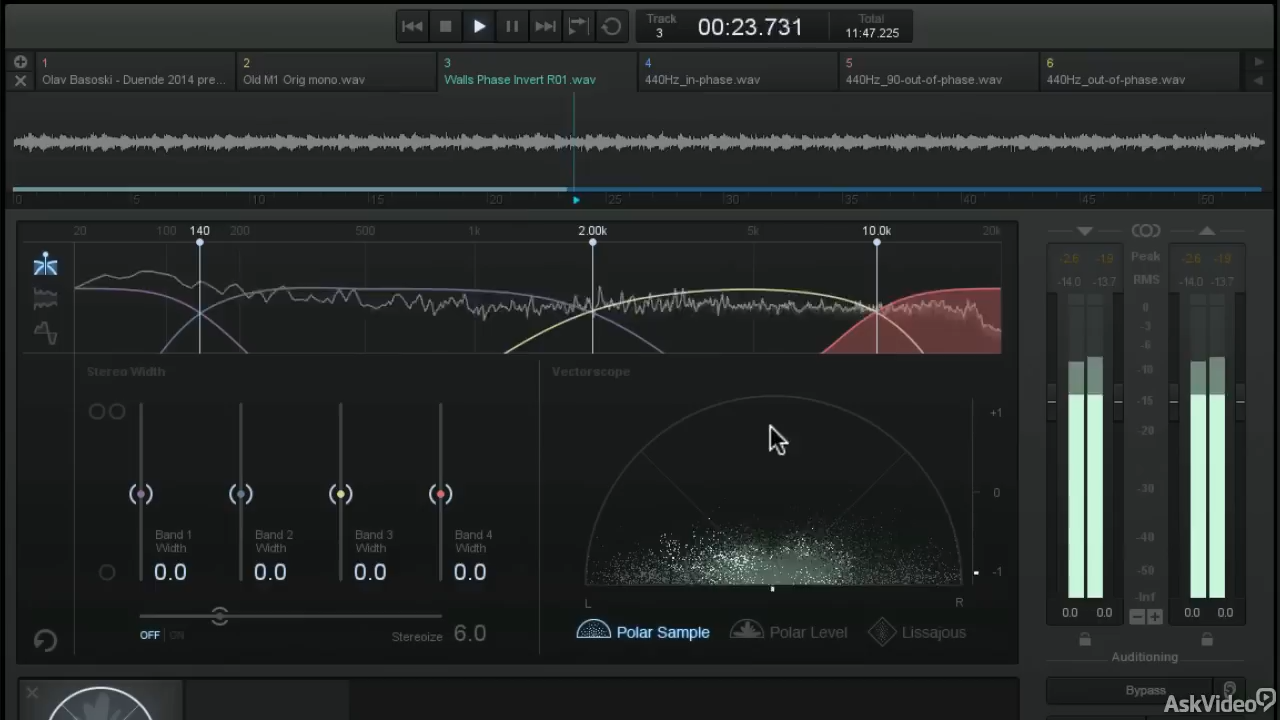 Track 3 00:23.731 Total 11:47.225
1 2 3 4 5 6
Olav Basoski - Duende 2014 pre... Old M1 Orig mono.wav Walls Phase Invert R01.wav 440Hz_in-phase.wav 440Hz_90-out-of-phase.wav 440Hz_out-of-phase.wav
0 5 10 15 20 25 30 35 40 45 50
20 100 140 200 500 1k 2.00k 5k 10.0k 20k
-2.6 -1.9 Peak -2.6 -1.9
-14.0 -13.7 RMS -14.0 -13.7
0
-3
-6
-10
-15
-20
-30
-40
-50
-Inf
0.0 0.0 0.0 0.0
Stereo Width
Band 1 Width 0.0
Band 2 Width 0.0
Band 3 Width 0.0
Band 4 Width 0.0
OFF ON Stereoize 6.0
Vectorscope
+1
0
-1
L R
Polar Sample Polar Level Lissajous
Auditioning
Bypass
AskVideo